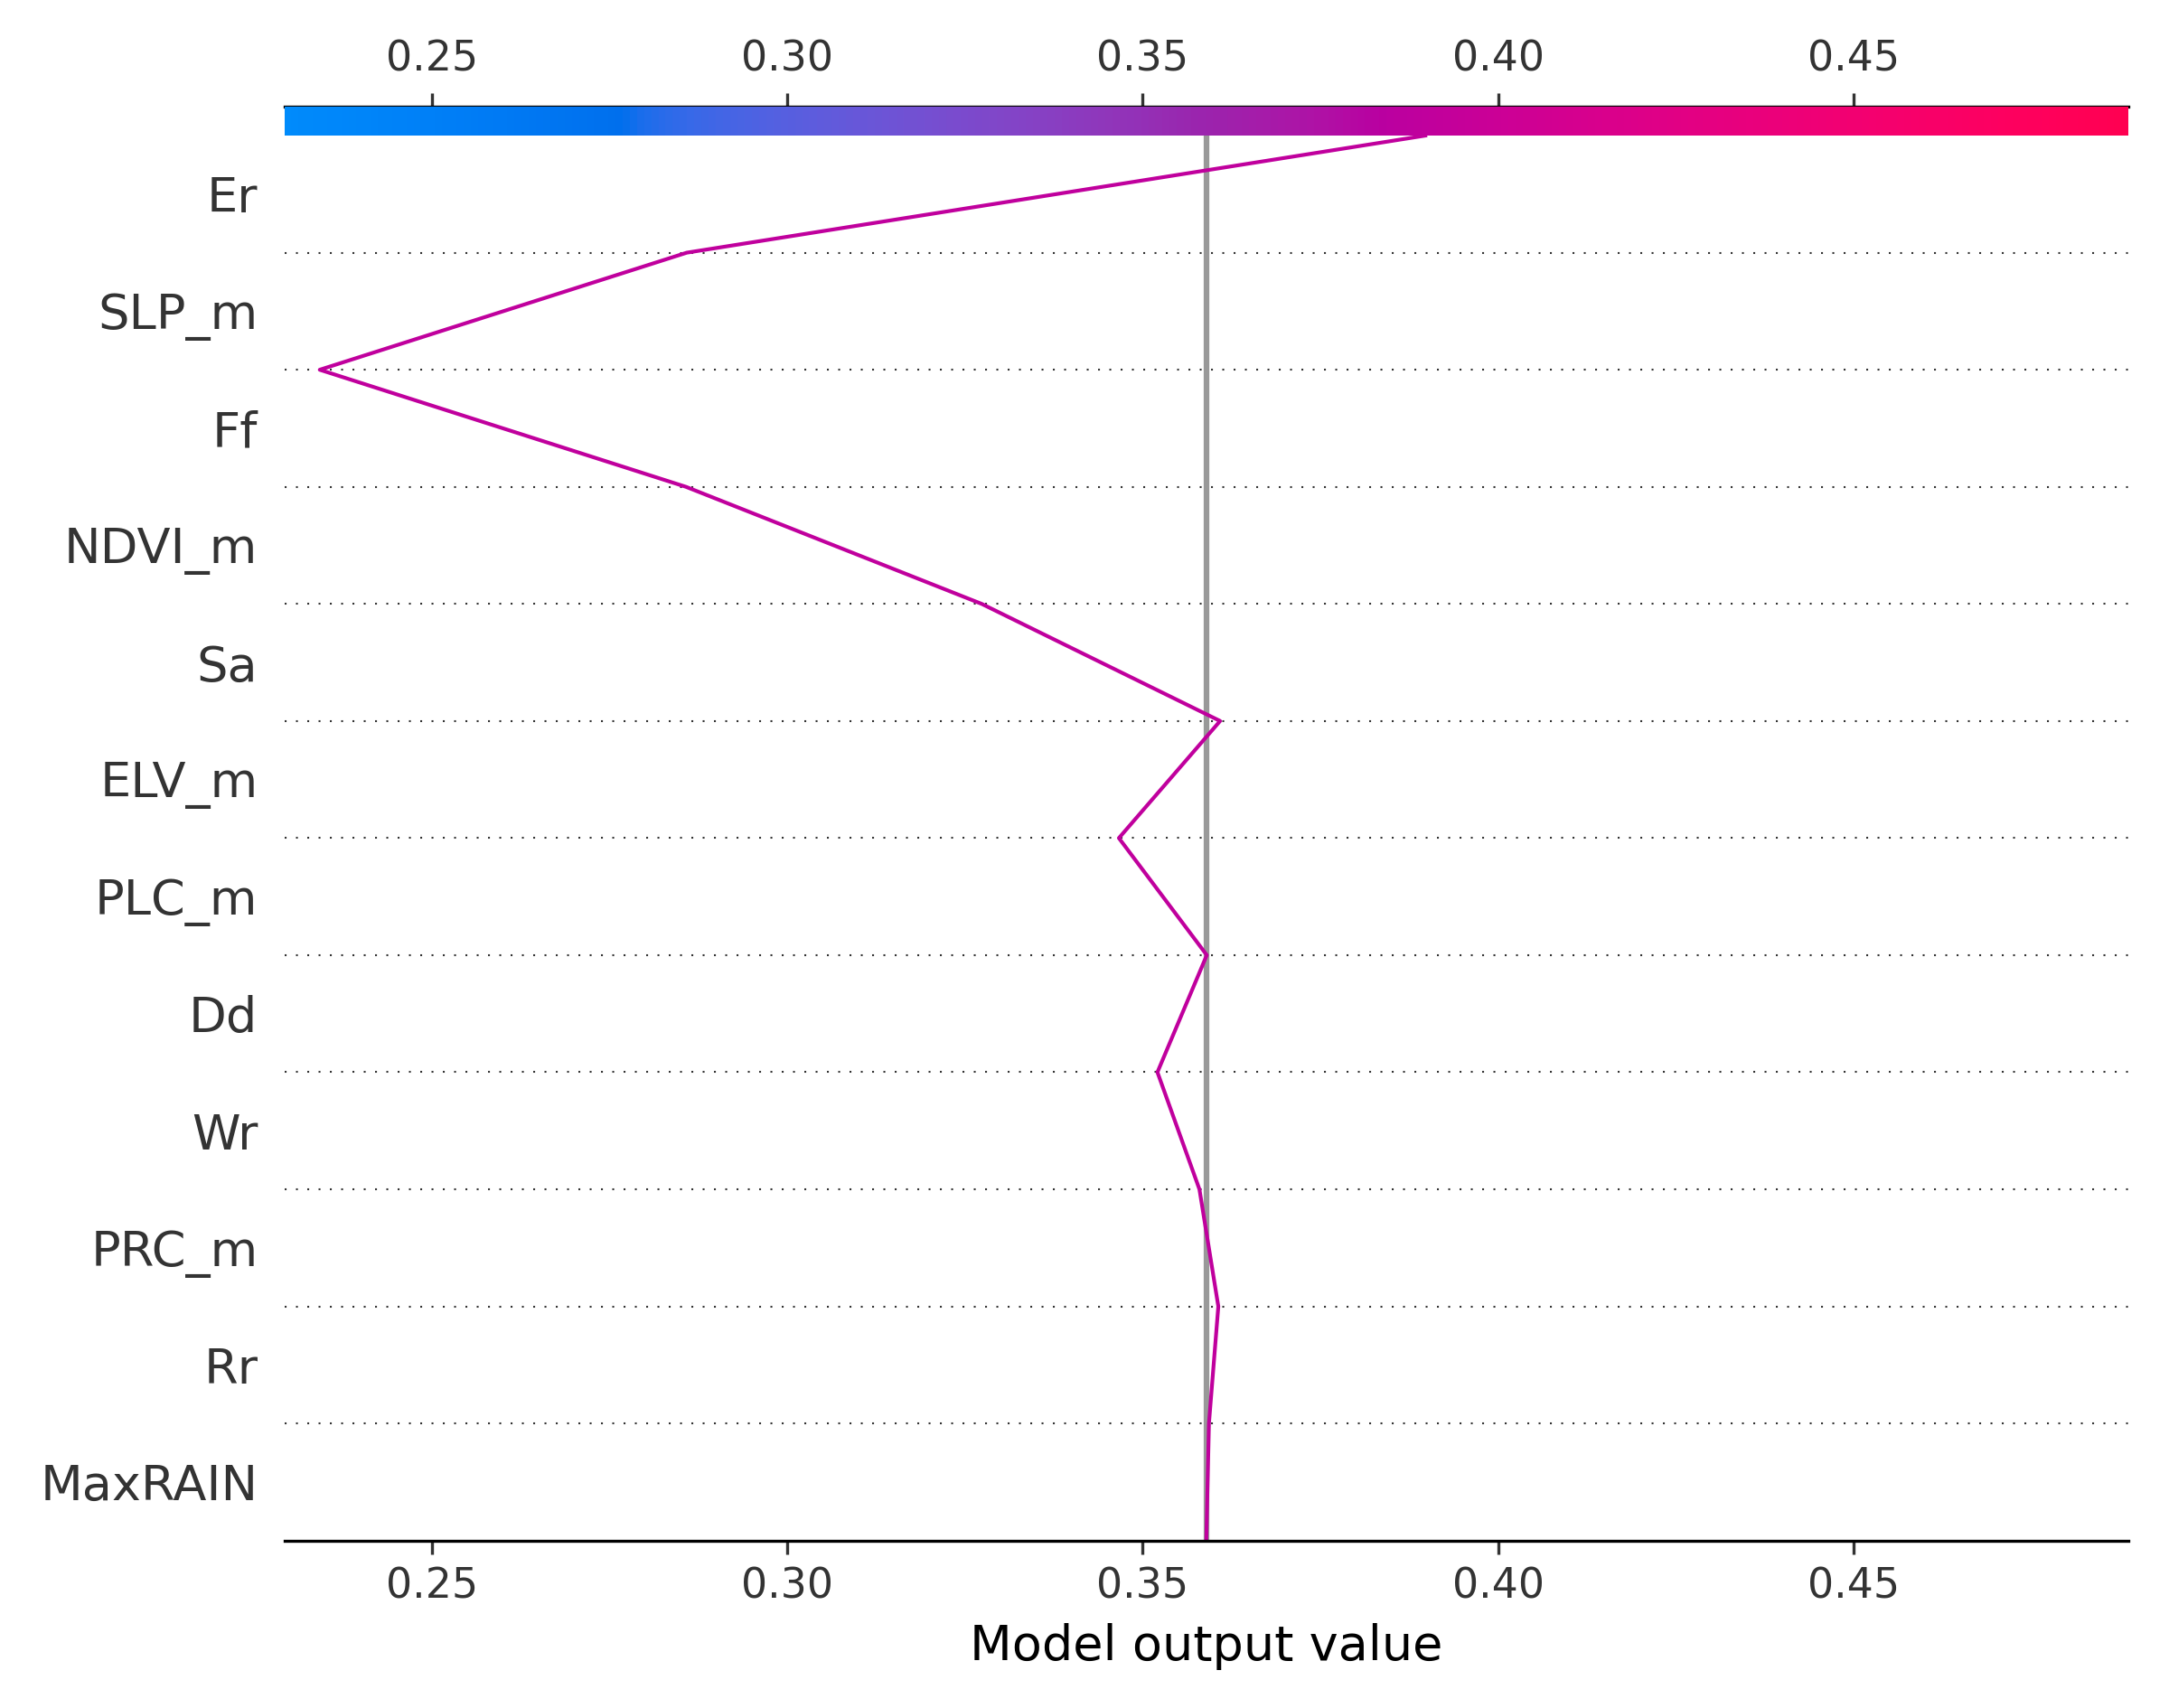 0.25 0.30 0.35 0.40 0.45
Er
SLP_m
Ff
NDVI_m
Sa
ELV_m
PLC_m
Dd
Wr
PRC_m
Rr
MaxRAIN
0.25 0.30 0.35 0.40 0.45
Model output value